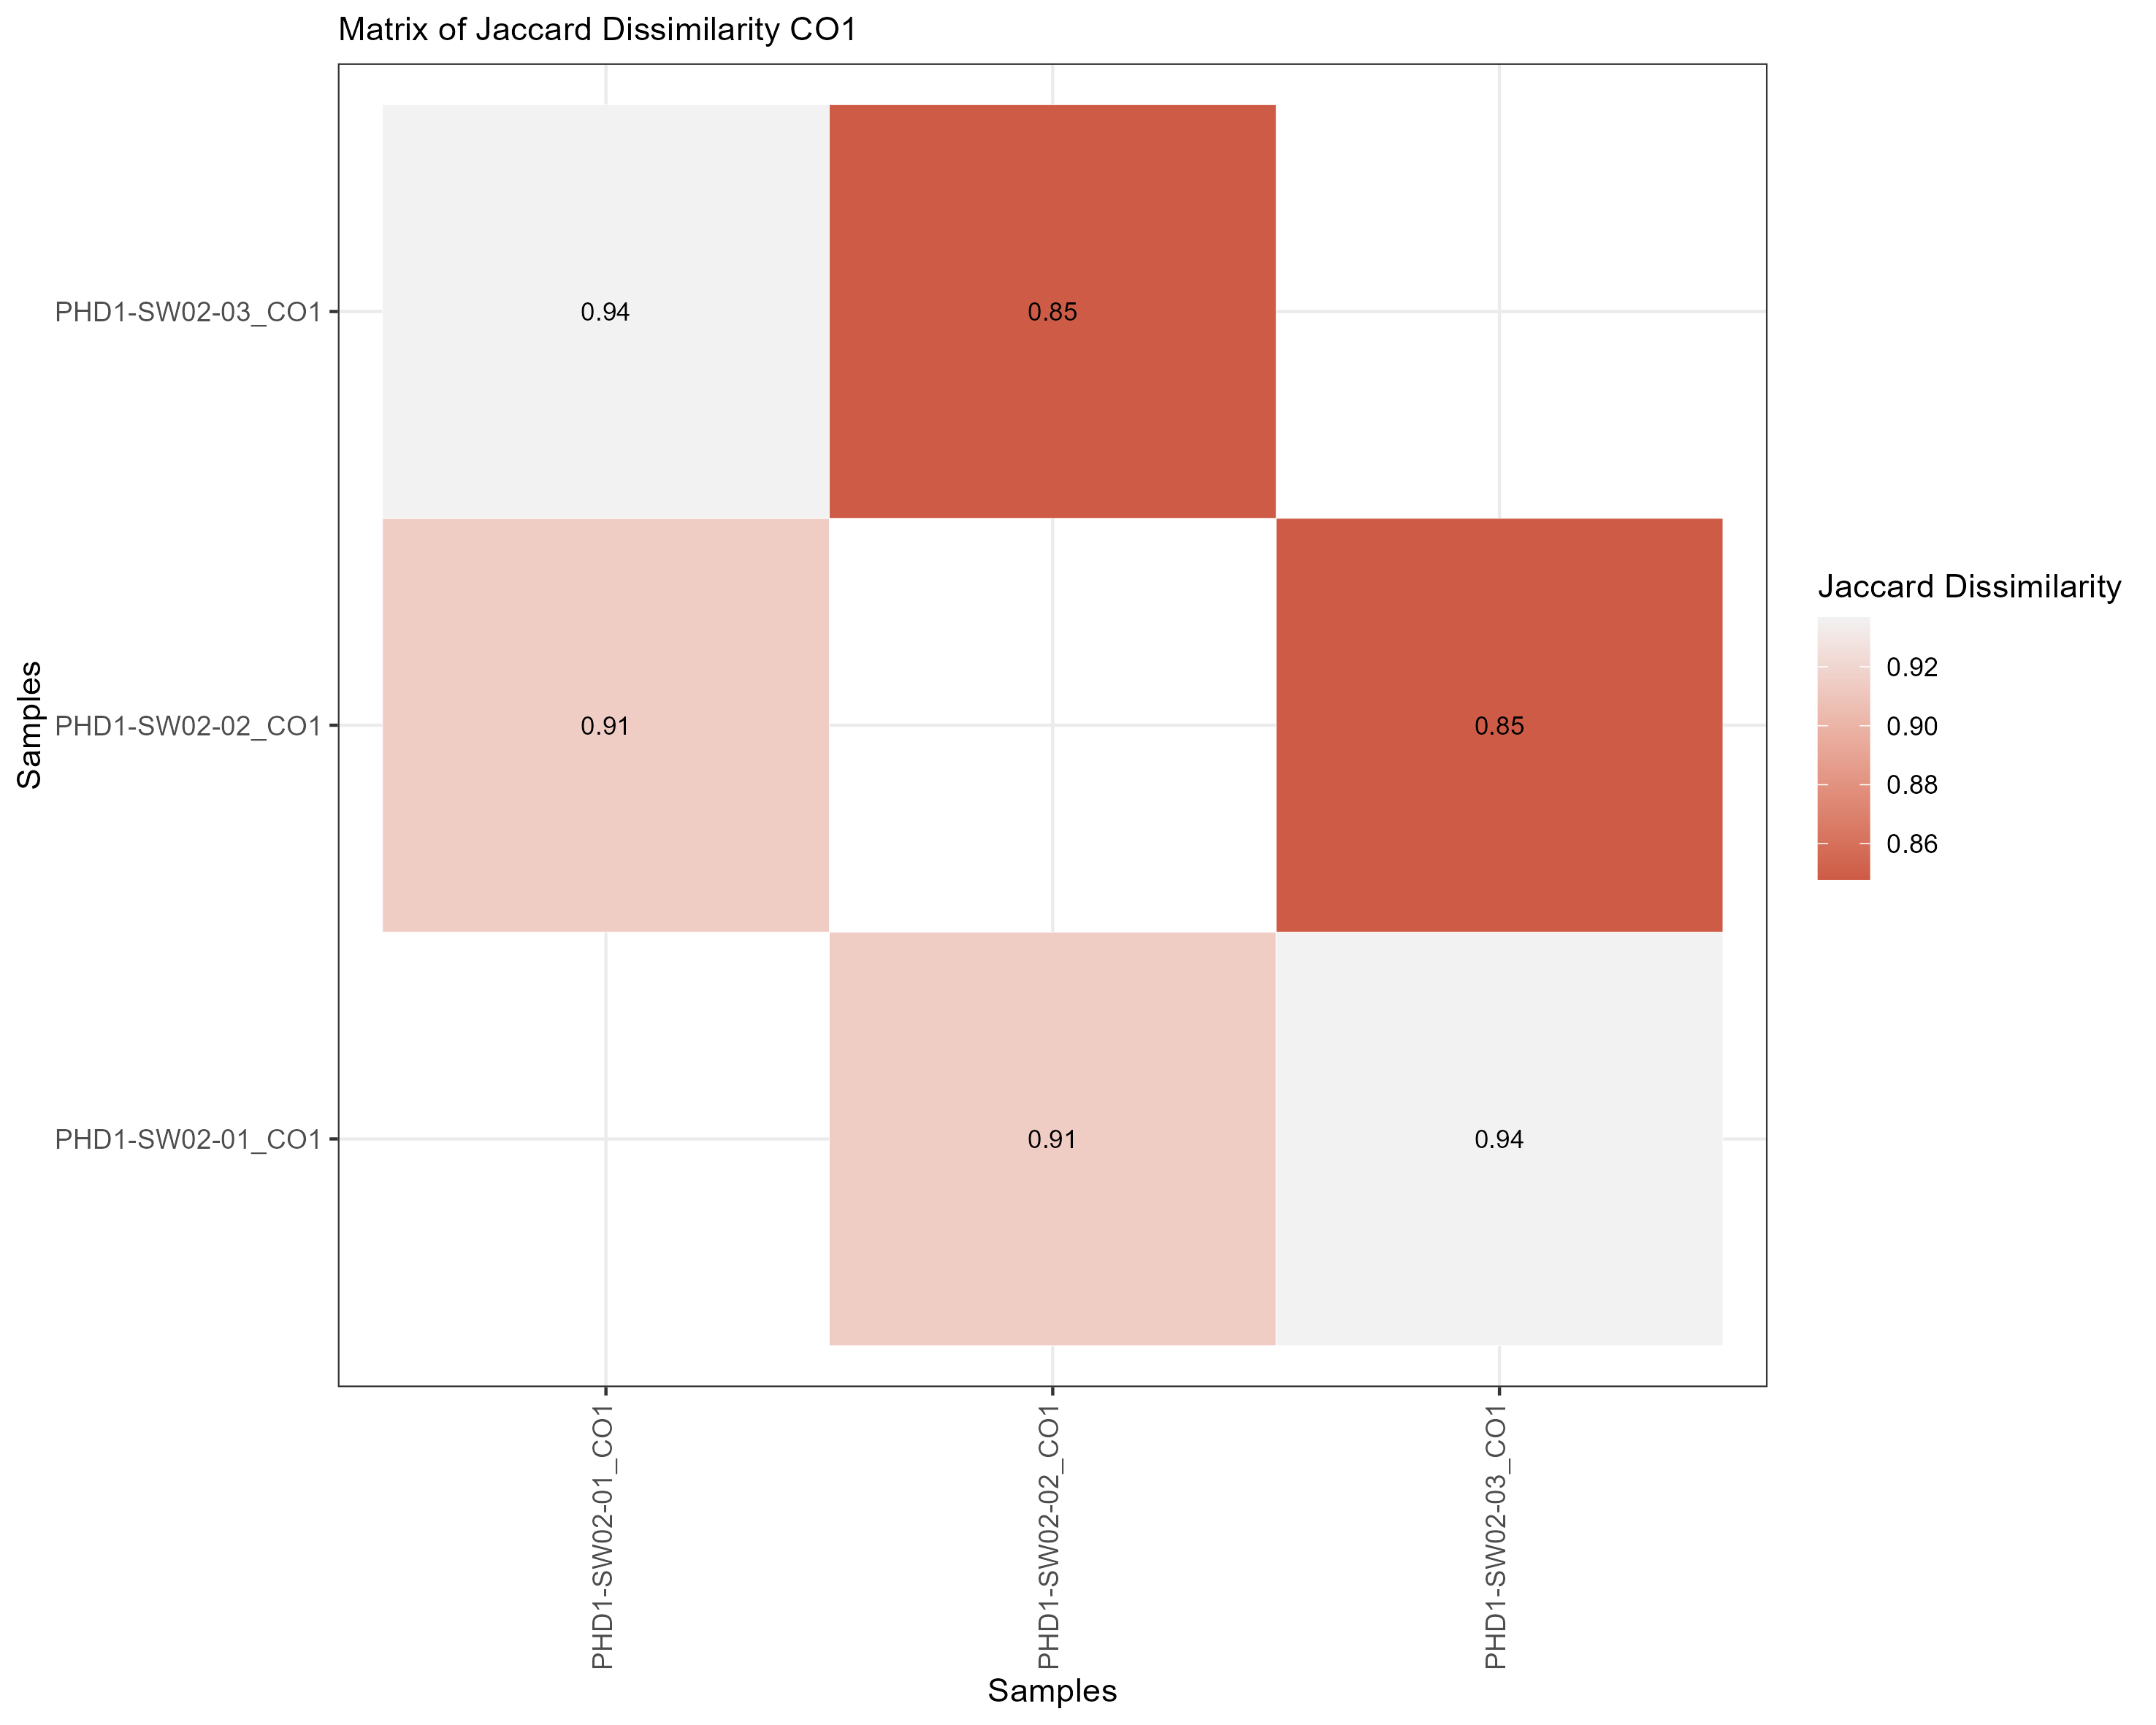 Matrix of Jaccard Dissimilarity CO1
PHD1-SW02-03_CO1
0.94
0.85
Samples
PHD1-SW02-02_CO1
0.91
0.85
PHD1-SW02-01_CO1
0.91
0.94
PHD1-SW02-01_CO1
PHD1-SW02-02_CO1
PHD1-SW02-03_CO1
Samples
Jaccard Dissimilarity
0.92
0.90
0.88
0.86